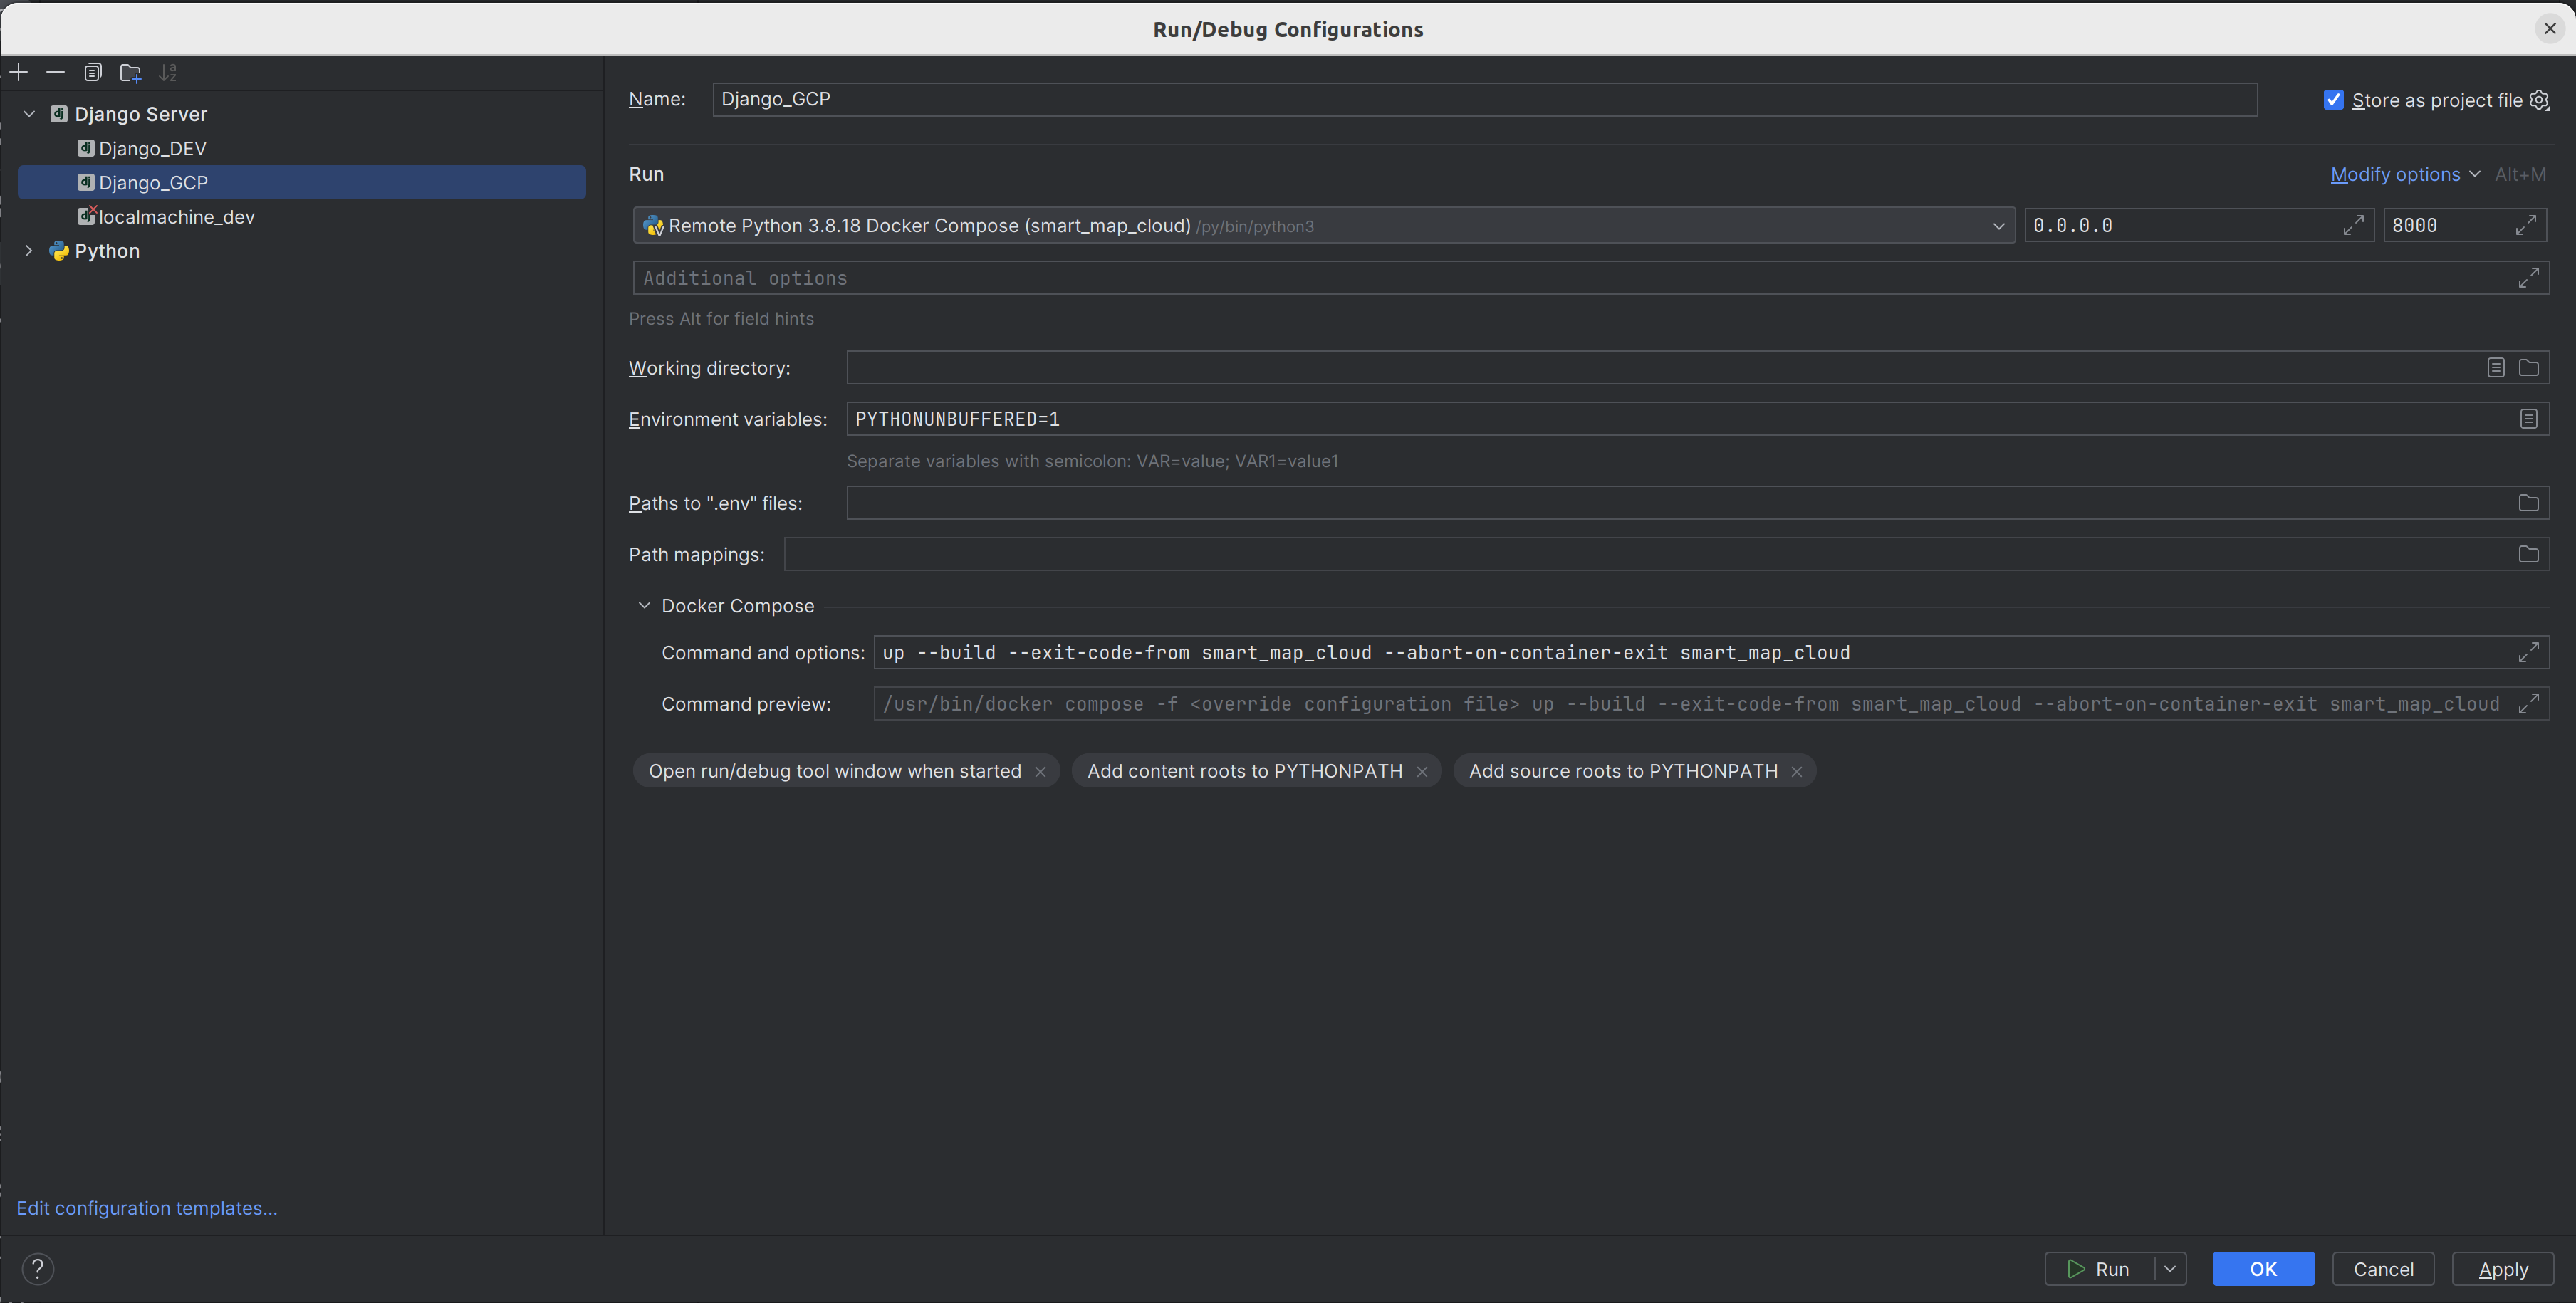 Run/Debug Configurations
Django Server
Django_DEV
Django_GCP
localmachine_dev
Python
Edit configuration templates...
Name:
Django_GCP
Store as project file
Run
Modify options
Alt+M
Remote Python 3.8.18 Docker Compose (smart_map_cloud) /py/bin/python3
0.0.0.0
8000
Additional options
Press Alt for field hints
Working directory:
Environment variables:
PYTHONUNBUFFERED=1
Separate variables with semicolon: VAR=value; VAR1=value1
Paths to ".env" files:
Path mappings:
Docker Compose
Command and options:
up --build --exit-code-from smart_map_cloud --abort-on-container-exit smart_map_cloud
Command preview:
/usr/bin/docker compose -f <override configuration file> up --build --exit-code-from smart_map_cloud --abort-on-container-exit smart_map_cloud
Open run/debug tool window when started
Add content roots to PYTHONPATH
Add source roots to PYTHONPATH
?
Run
OK
Cancel
Apply